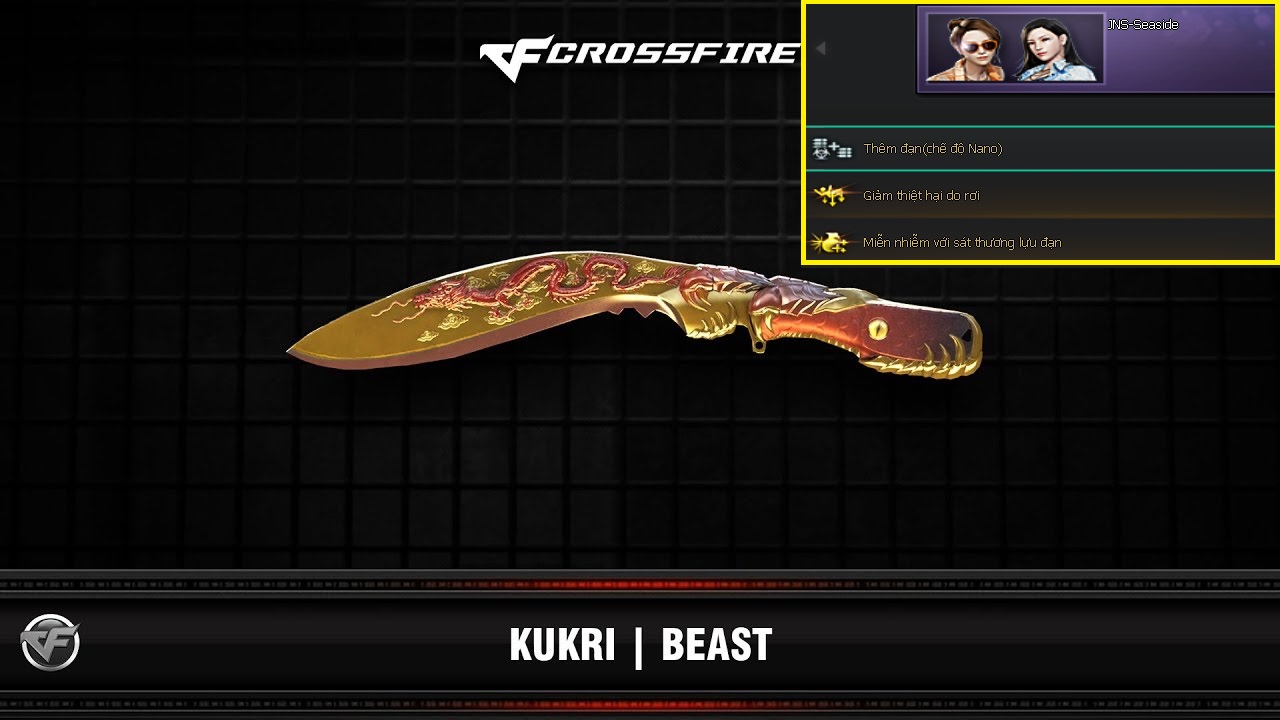 CROSSFIRE
JNS-Seaside
Thêm đạn(chế độ Nano)
Giảm thiệt hại do rơi
Miễn nhiễm với sát thương lựu đạn
KUKRI | BEAST